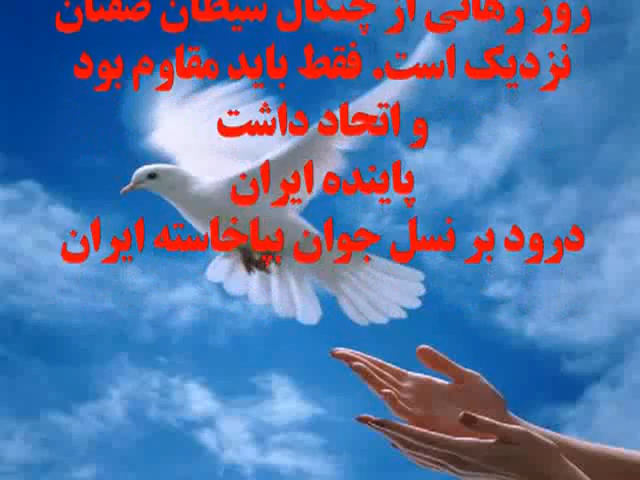 روز رهائی از چنگال شیطان صفتان
نزدیک است. فقط باید مقاوم بود
و اتحاد داشت
پاینده ایران
درود بر نسل جوان بپاخاسته ایران